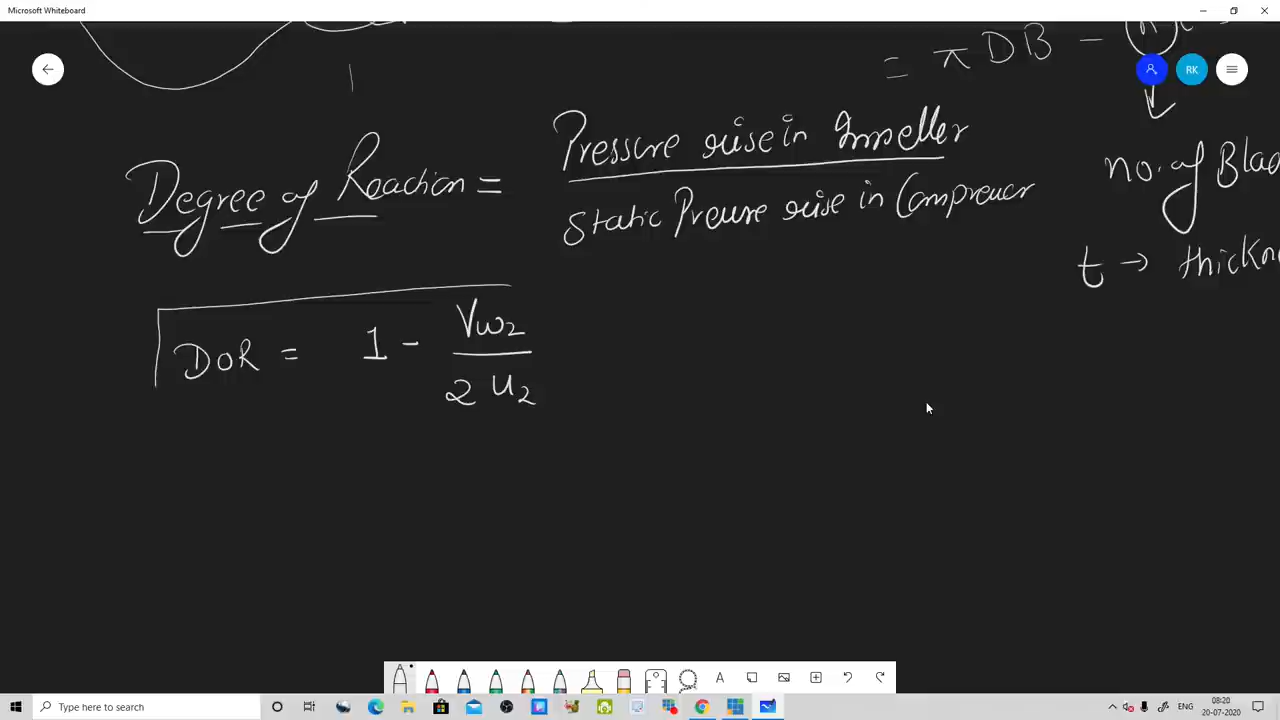 Microsoft Whiteboard
= π D B -
RK
Pressure rise in Impeller
Degree of Reaction =
Static Pressure rise in Compressor
no. of Blad
t → thickn
DOR = 1 - Vw2
2 U2
A
Type here to search
ENG
08:20
20-07-2020